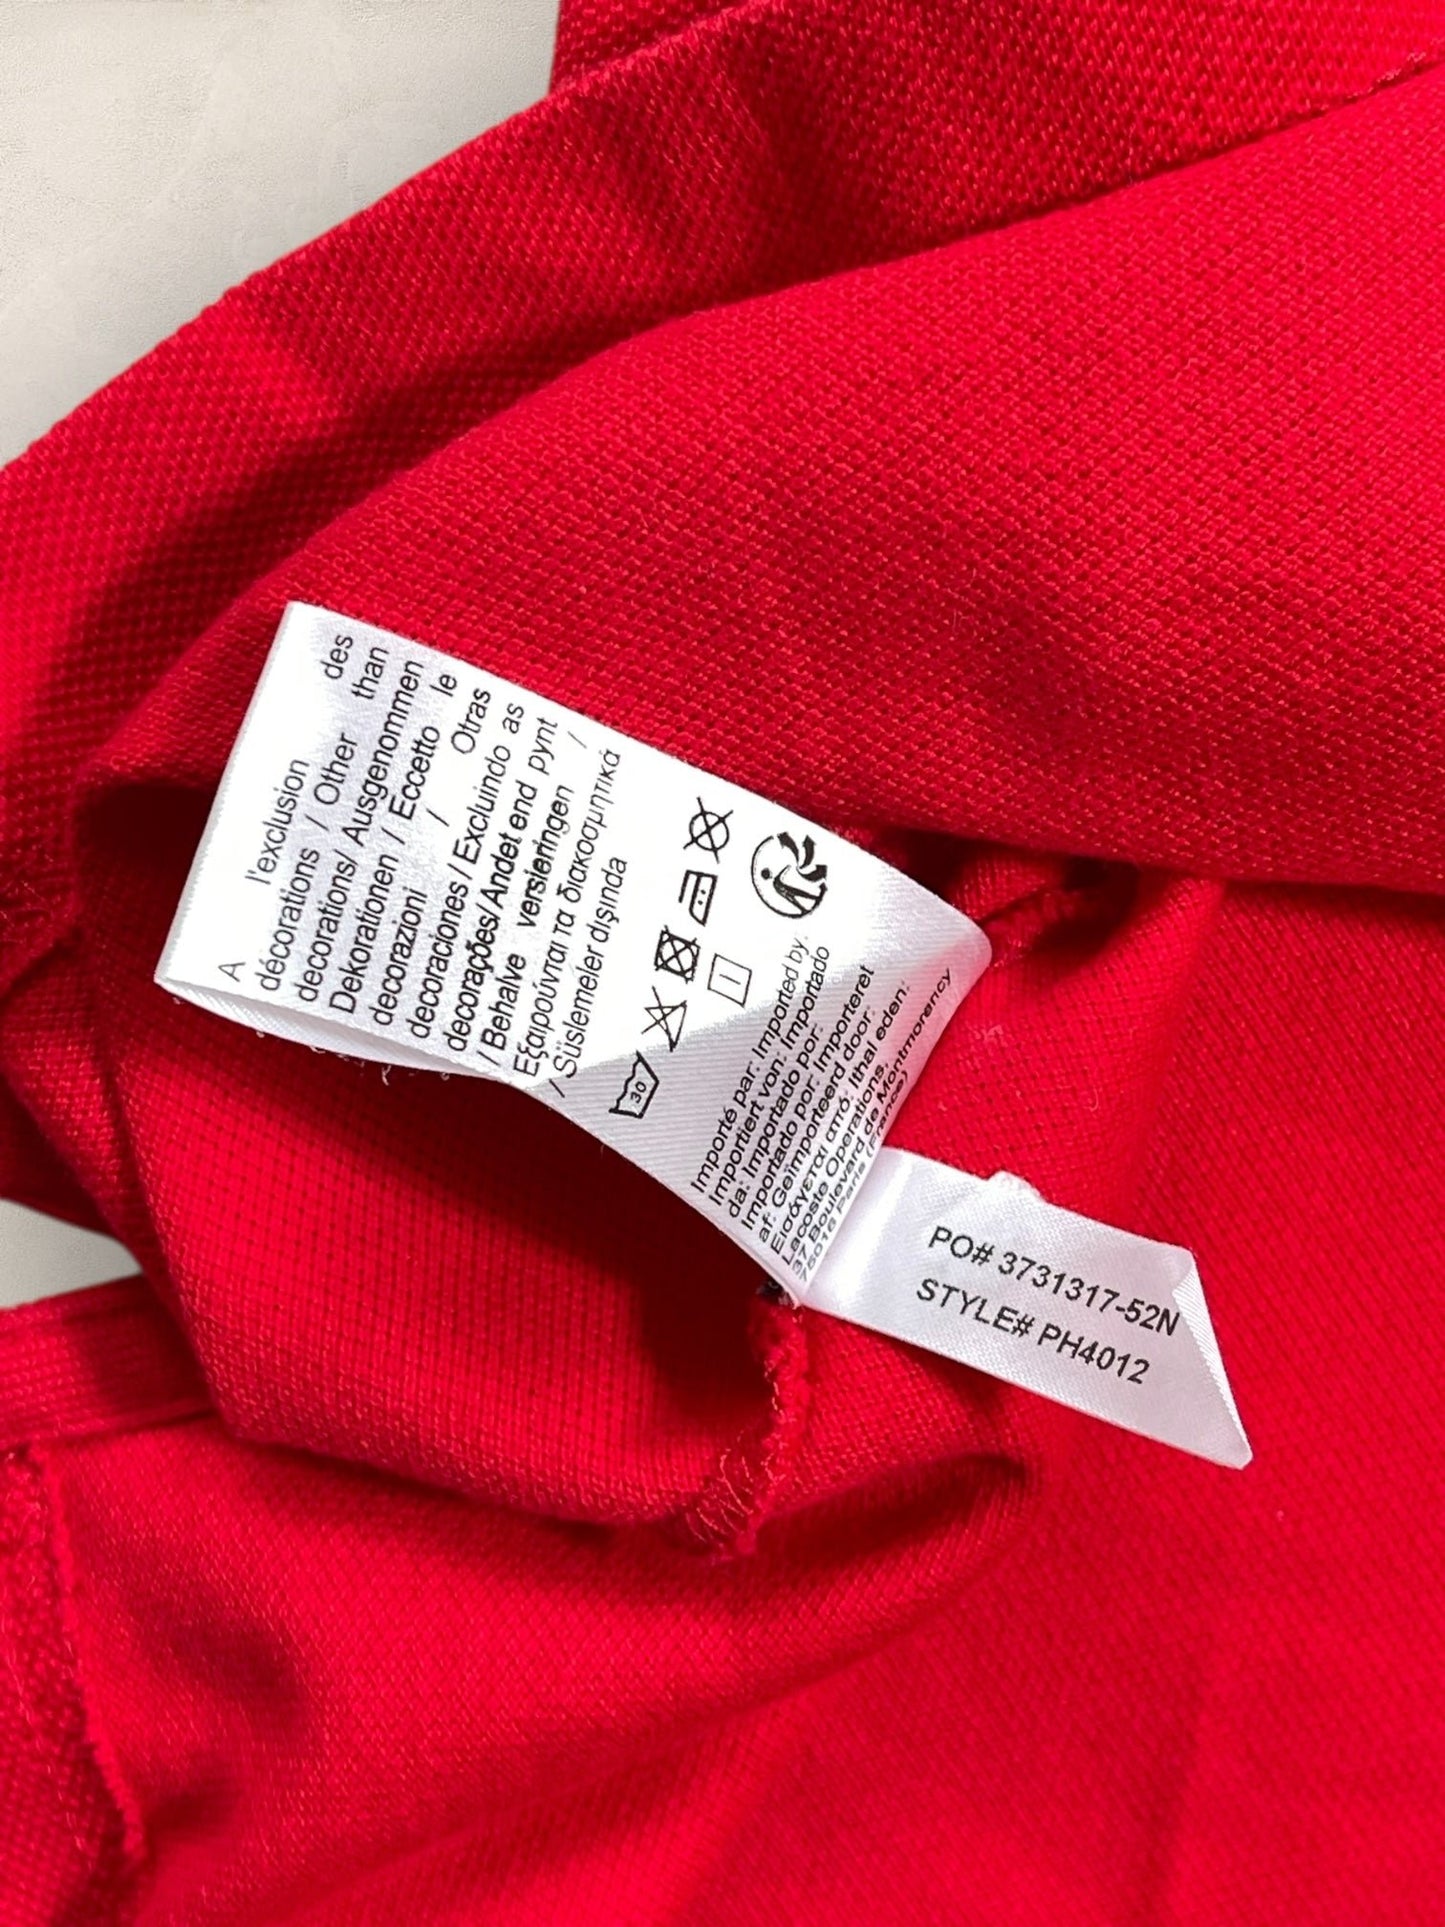 A l'exclusion des
décorations / Other than
decorations/ Ausgenommen
Dekorationen / Eccetto le
decorazioni / Otras
decoraciones / Excluindo as
decorações/ Andet end pynt
/ Behalve versieringen /
Εξαιρούνται τα διακοσμητικά
/ Süslemeler dişında
30
Importé par: Imported by:
Importiert von: Importado
da: Importado por:
Importado por: Importeret
af: Geïmporteerd door:
Εισάγεται από: Ithal eden:
Lacoste Operations,
37 Boulevard de Montmorency
75016 Paris (France)
PO# 3731317-52N
STYLE# PH4012